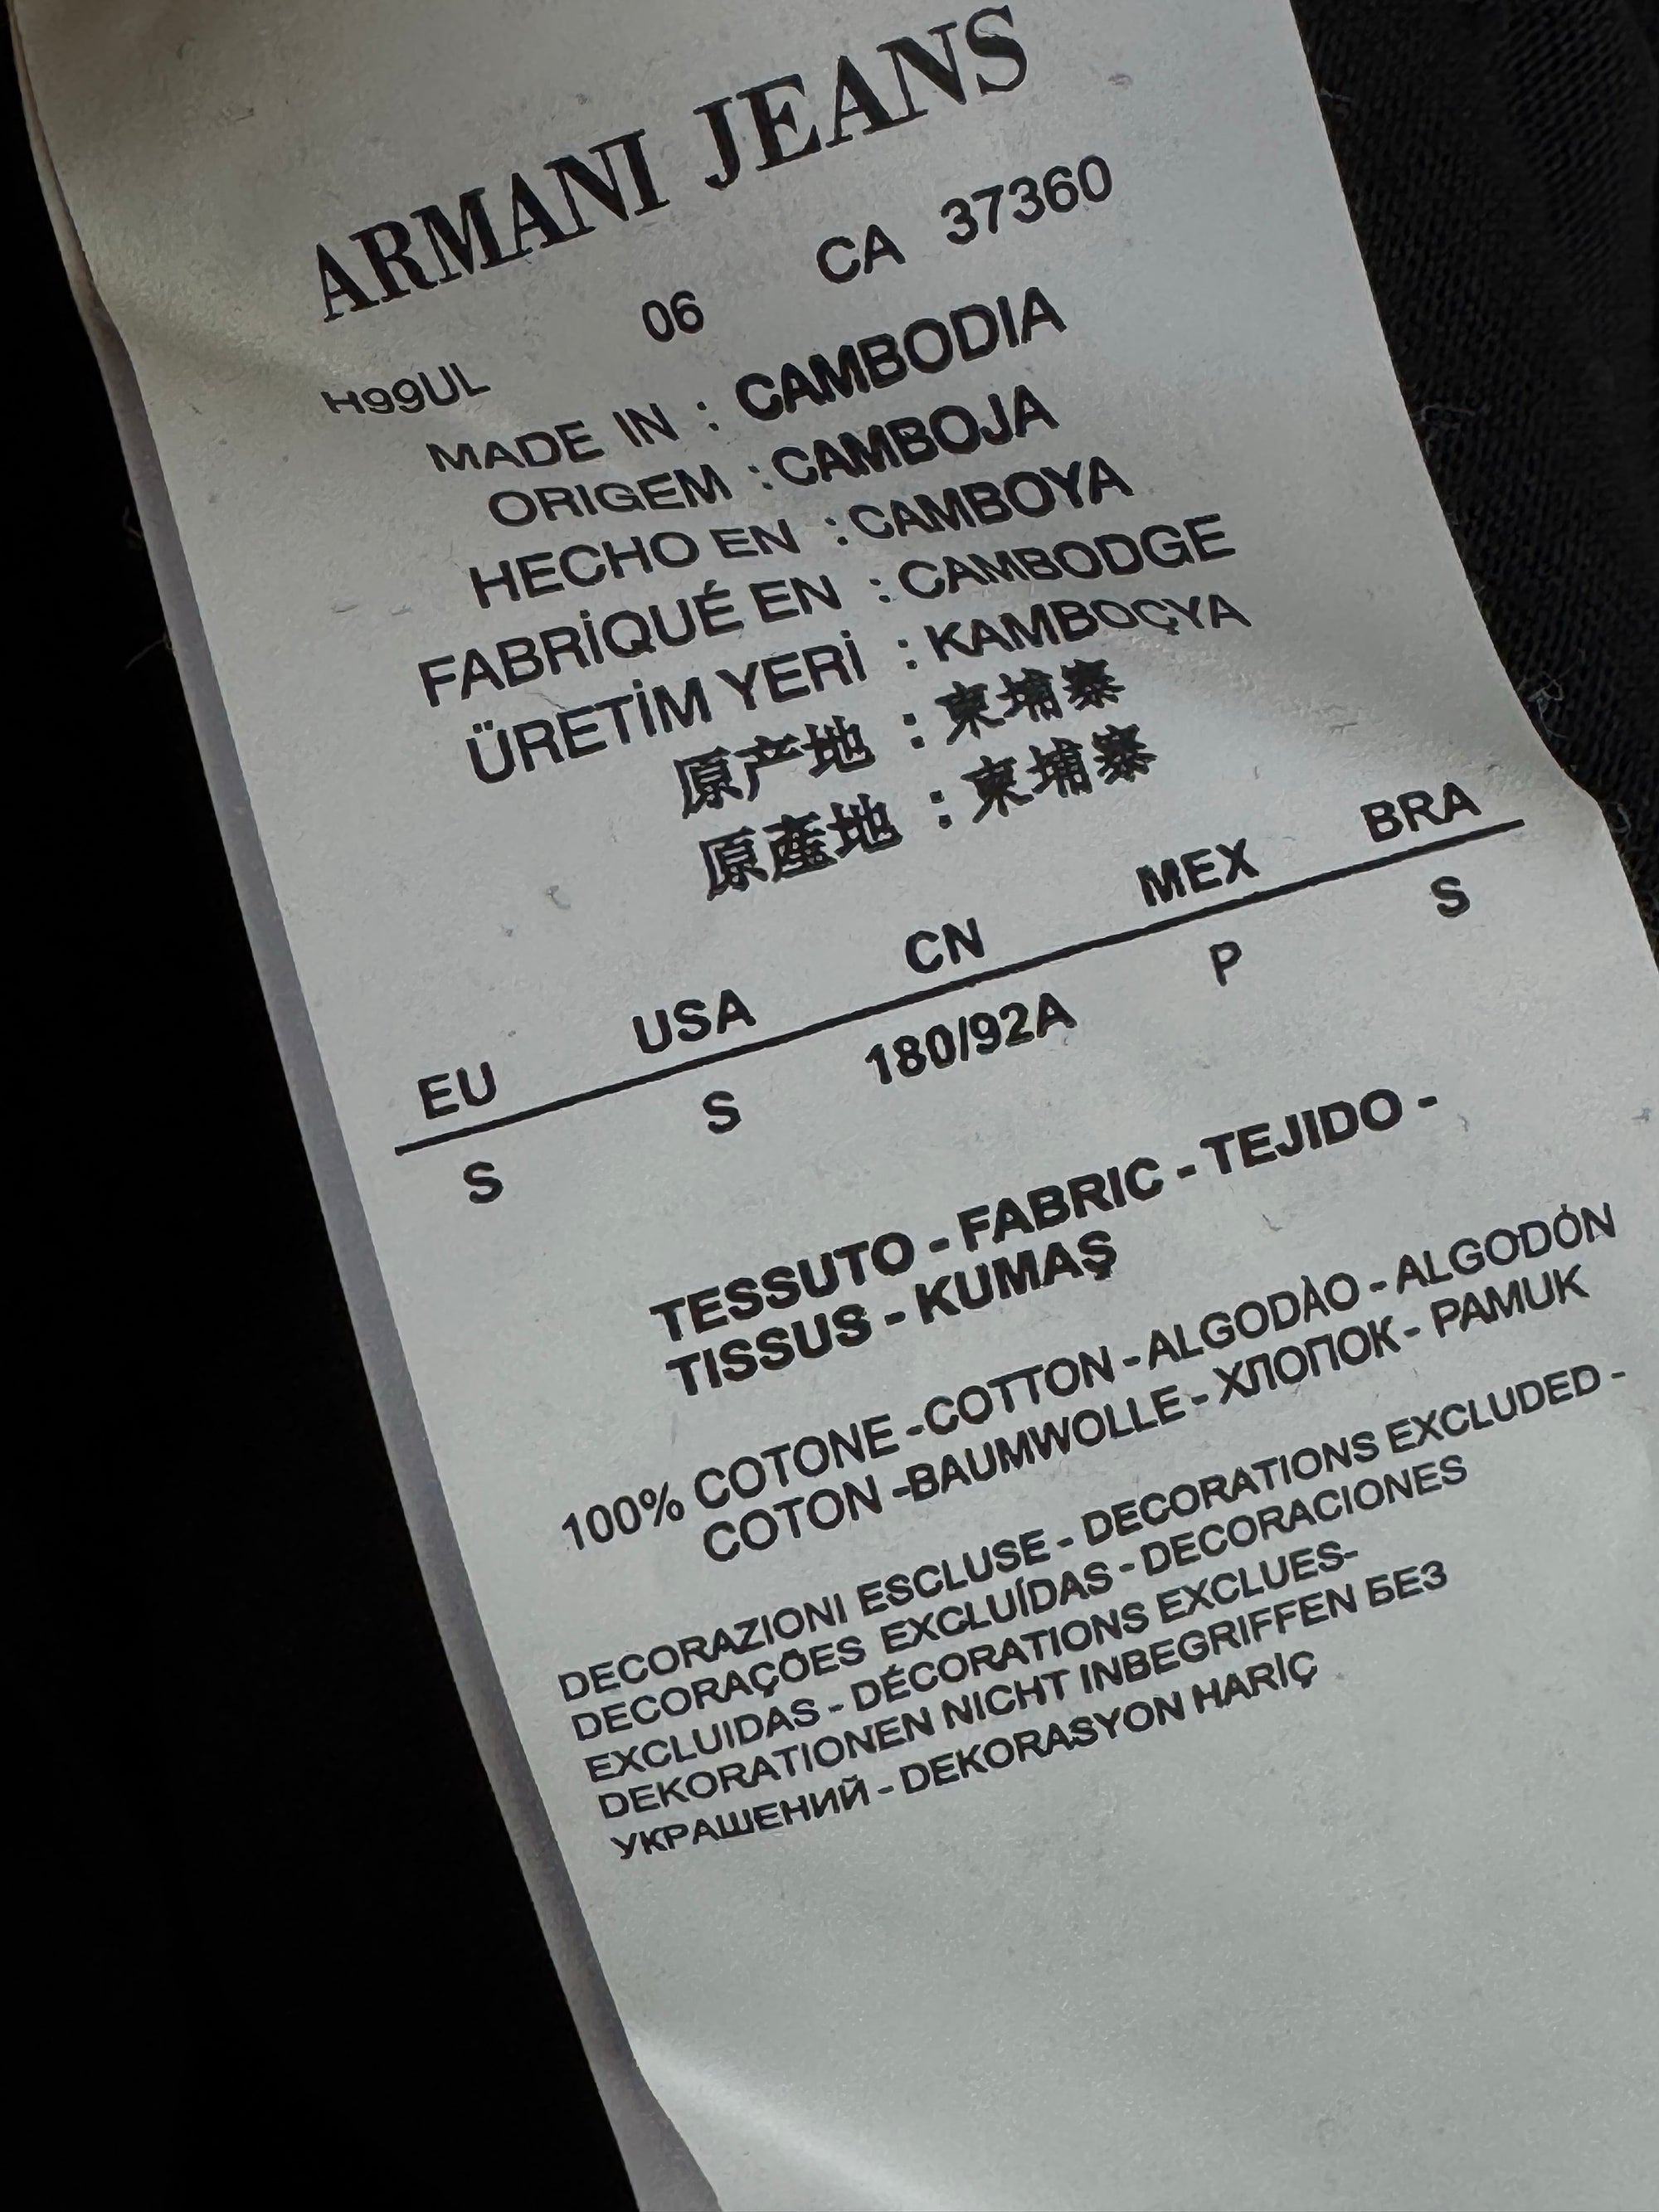 ARMANI JEANS
H99UL 06 CA 37360
MADE IN : CAMBODIA
ORIGEM :CAMBOJA
HECHO EN :CAMBOYA
FABRİQUÉ EN :CAMBODGE
ÜRETİM YERİ :KAMBOÇYA
原产地 :柬埔寨
原產地 :柬埔寨
EU USA CN MEX BRA
S S 180/92A P S
TESSUTO - FABRIC - TEJIDO -
TISSUS - KUMAŞ
100% COTONE -COTTON - ALGODÀO - ALGODÓN
COTON -BAUMWOLLE - ХЛОПОК - PAMUK
DECORAZIONI ESCLUSE - DECORATIONS EXCLUDED -
DECORAÇÕES EXCLUÍDAS - DECORACIONES
EXCLUIDAS - DÉCORATIONS EXCLUES-
DEKORATIONEN NICHT INBEGRIFFEN БЕЗ
УКРАШЕНИЙ - DEKORASYON HARİÇ